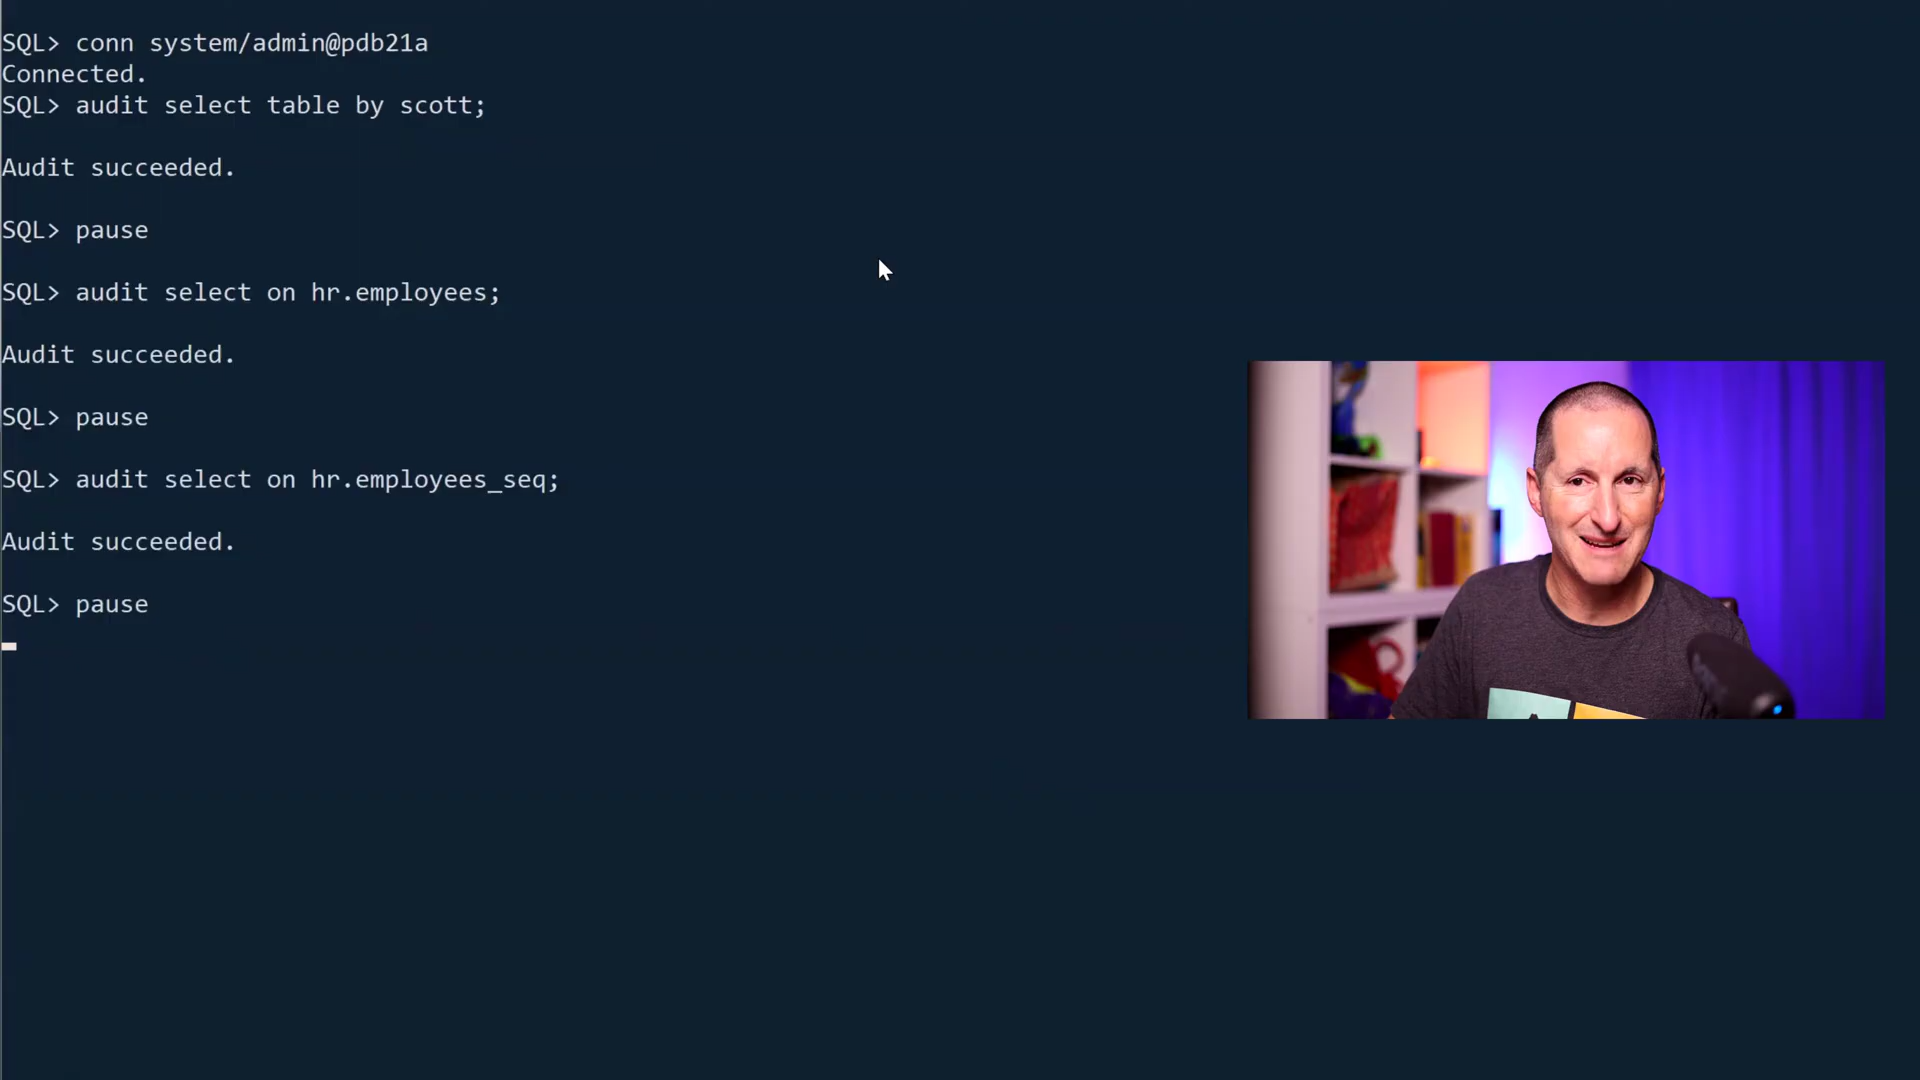 SQL> conn system/admin@pdb21a
Connected.
SQL> audit select table by scott;
Audit succeeded.
SQL> pause
SQL> audit select on hr.employees;
Audit succeeded.
SQL> pause
SQL> audit select on hr.employees_seq;
Audit succeeded.
SQL> pause